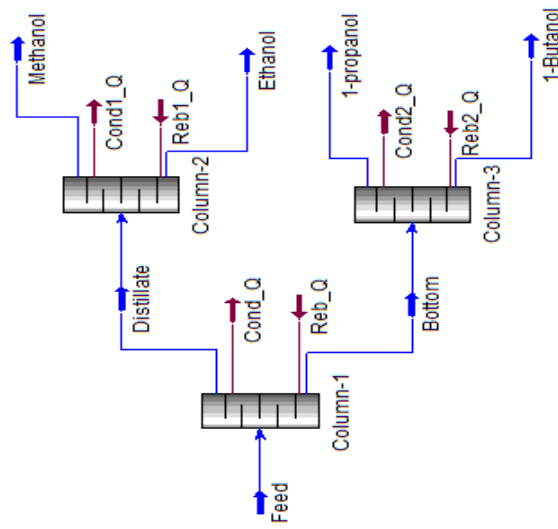 Feed
Column-1
Cond_Q
Reb_Q
Distillate
Bottom
Column-2
Cond1_Q
Reb1_Q
Methanol
Ethanol
Column-3
Cond2_Q
Reb2_Q
1-propanol
1-Butanol